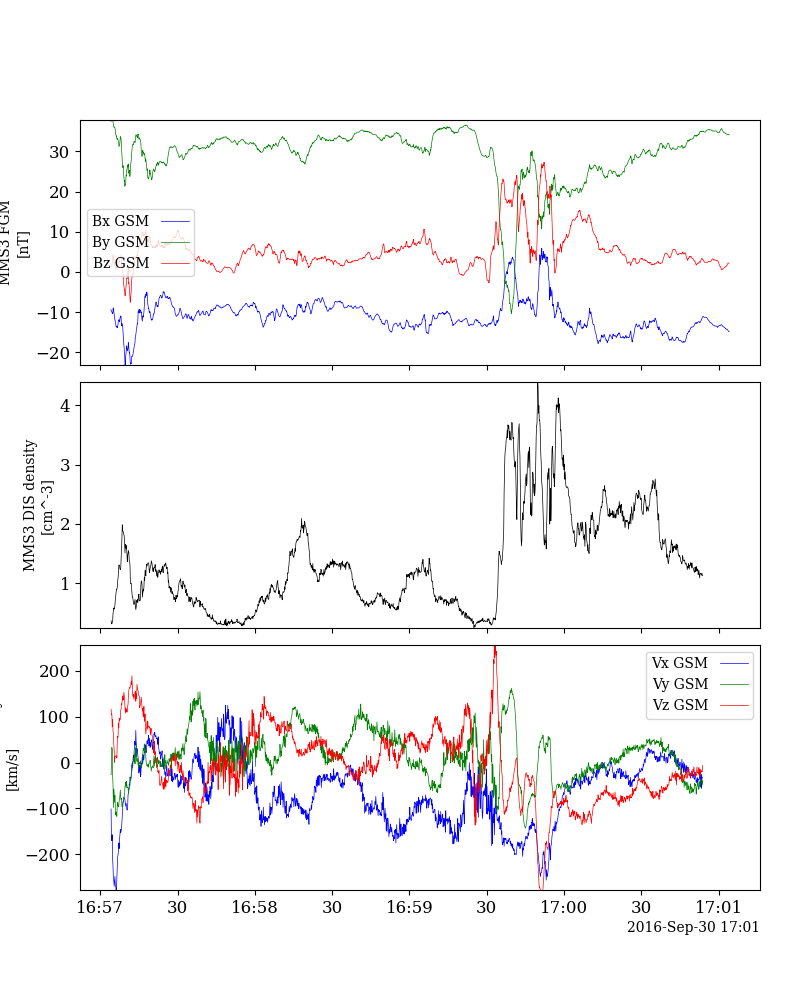 30
20
10
0
−10
−20
MMS3 FGM
[nT]
Bx GSM
By GSM
Bz GSM
4
3
2
1
MMS3 DIS density
[cm^-3]
200
100
0
−100
−200
[km/s]
Vx GSM
Vy GSM
Vz GSM
16:57 30 16:58 30 16:59 30 17:00 30 17:01
2016-Sep-30 17:01